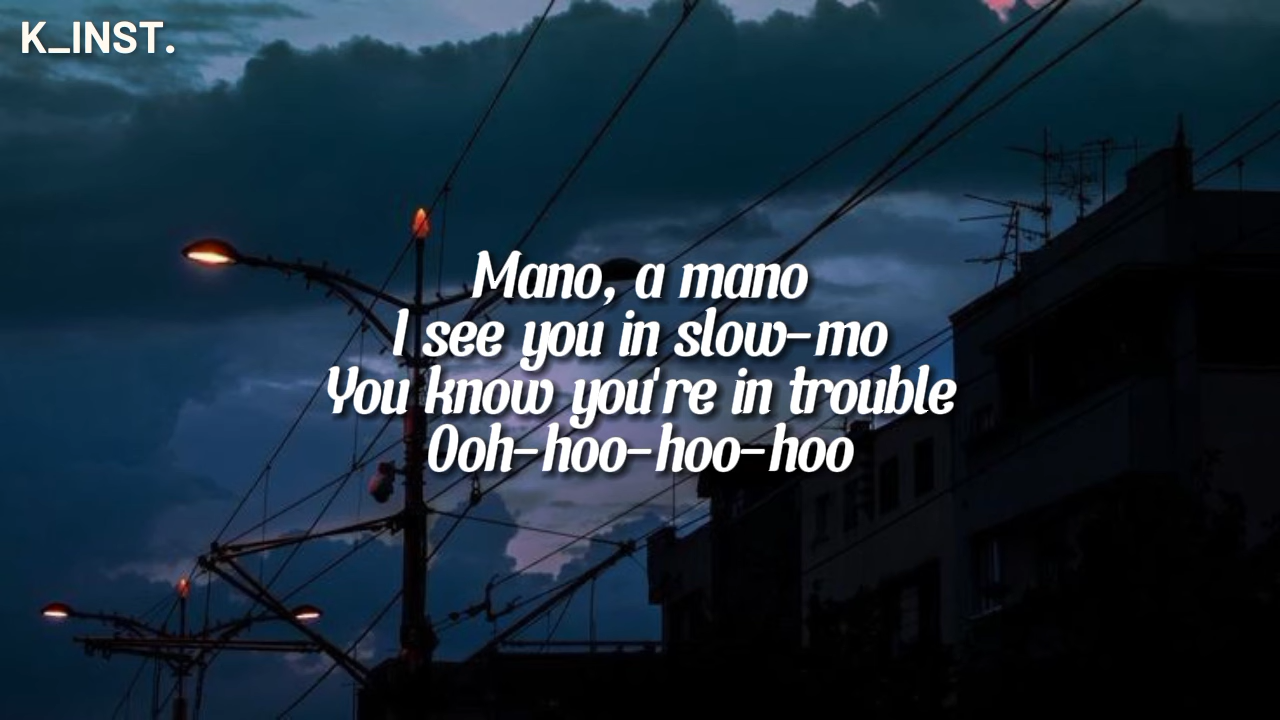 K_INST.
Mano, a mano
I see you in slow-mo
You know you're in trouble
Ooh-hoo-hoo-hoo